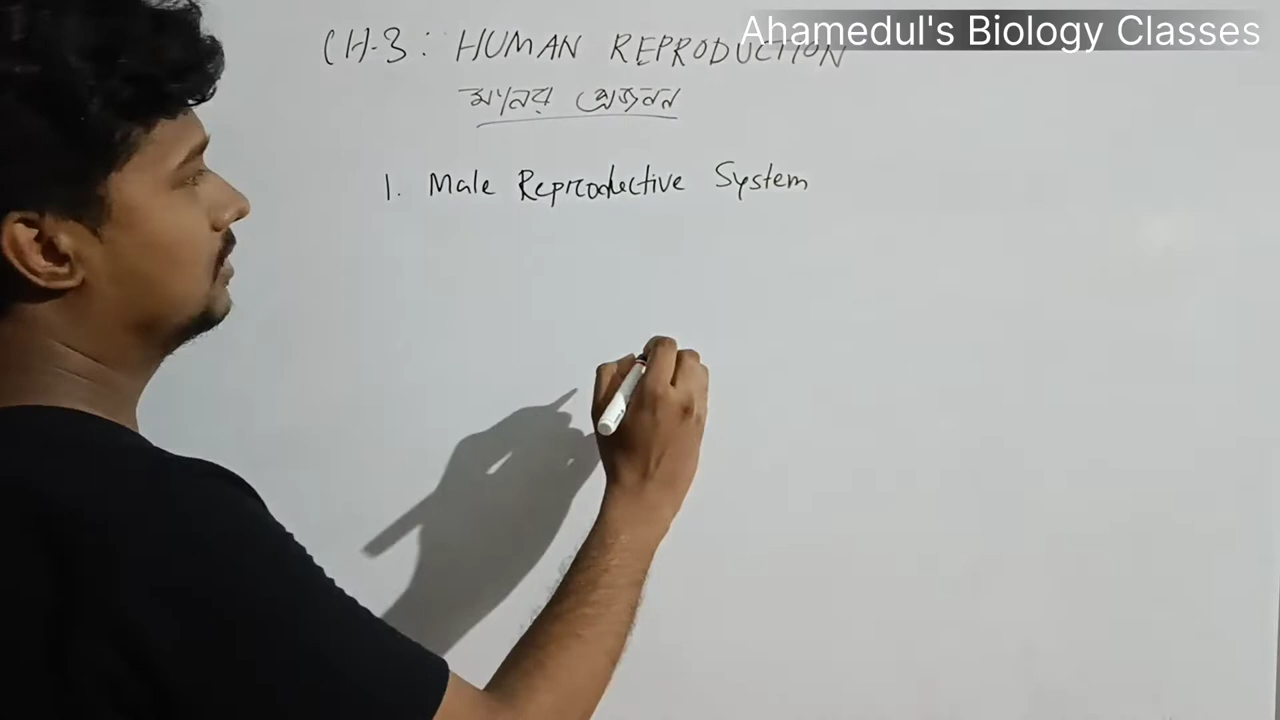 Ahamedul's Biology Classes
CH-3: HUMAN REPRODUCTION
মানব প্রজনন
1. Male Reproductive System